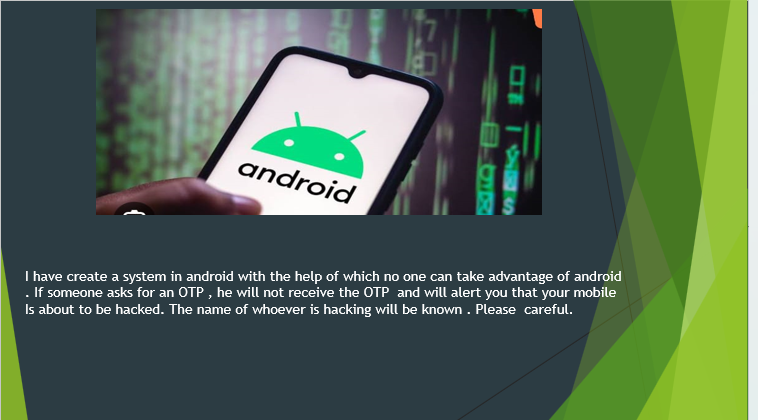 android
I have create a system in android with the help of which no one can take advantage of android
. If someone asks for an OTP , he will not receive the OTP  and will alert you that your mobile
Is about to be hacked. The name of whoever is hacking will be known . Please  careful.